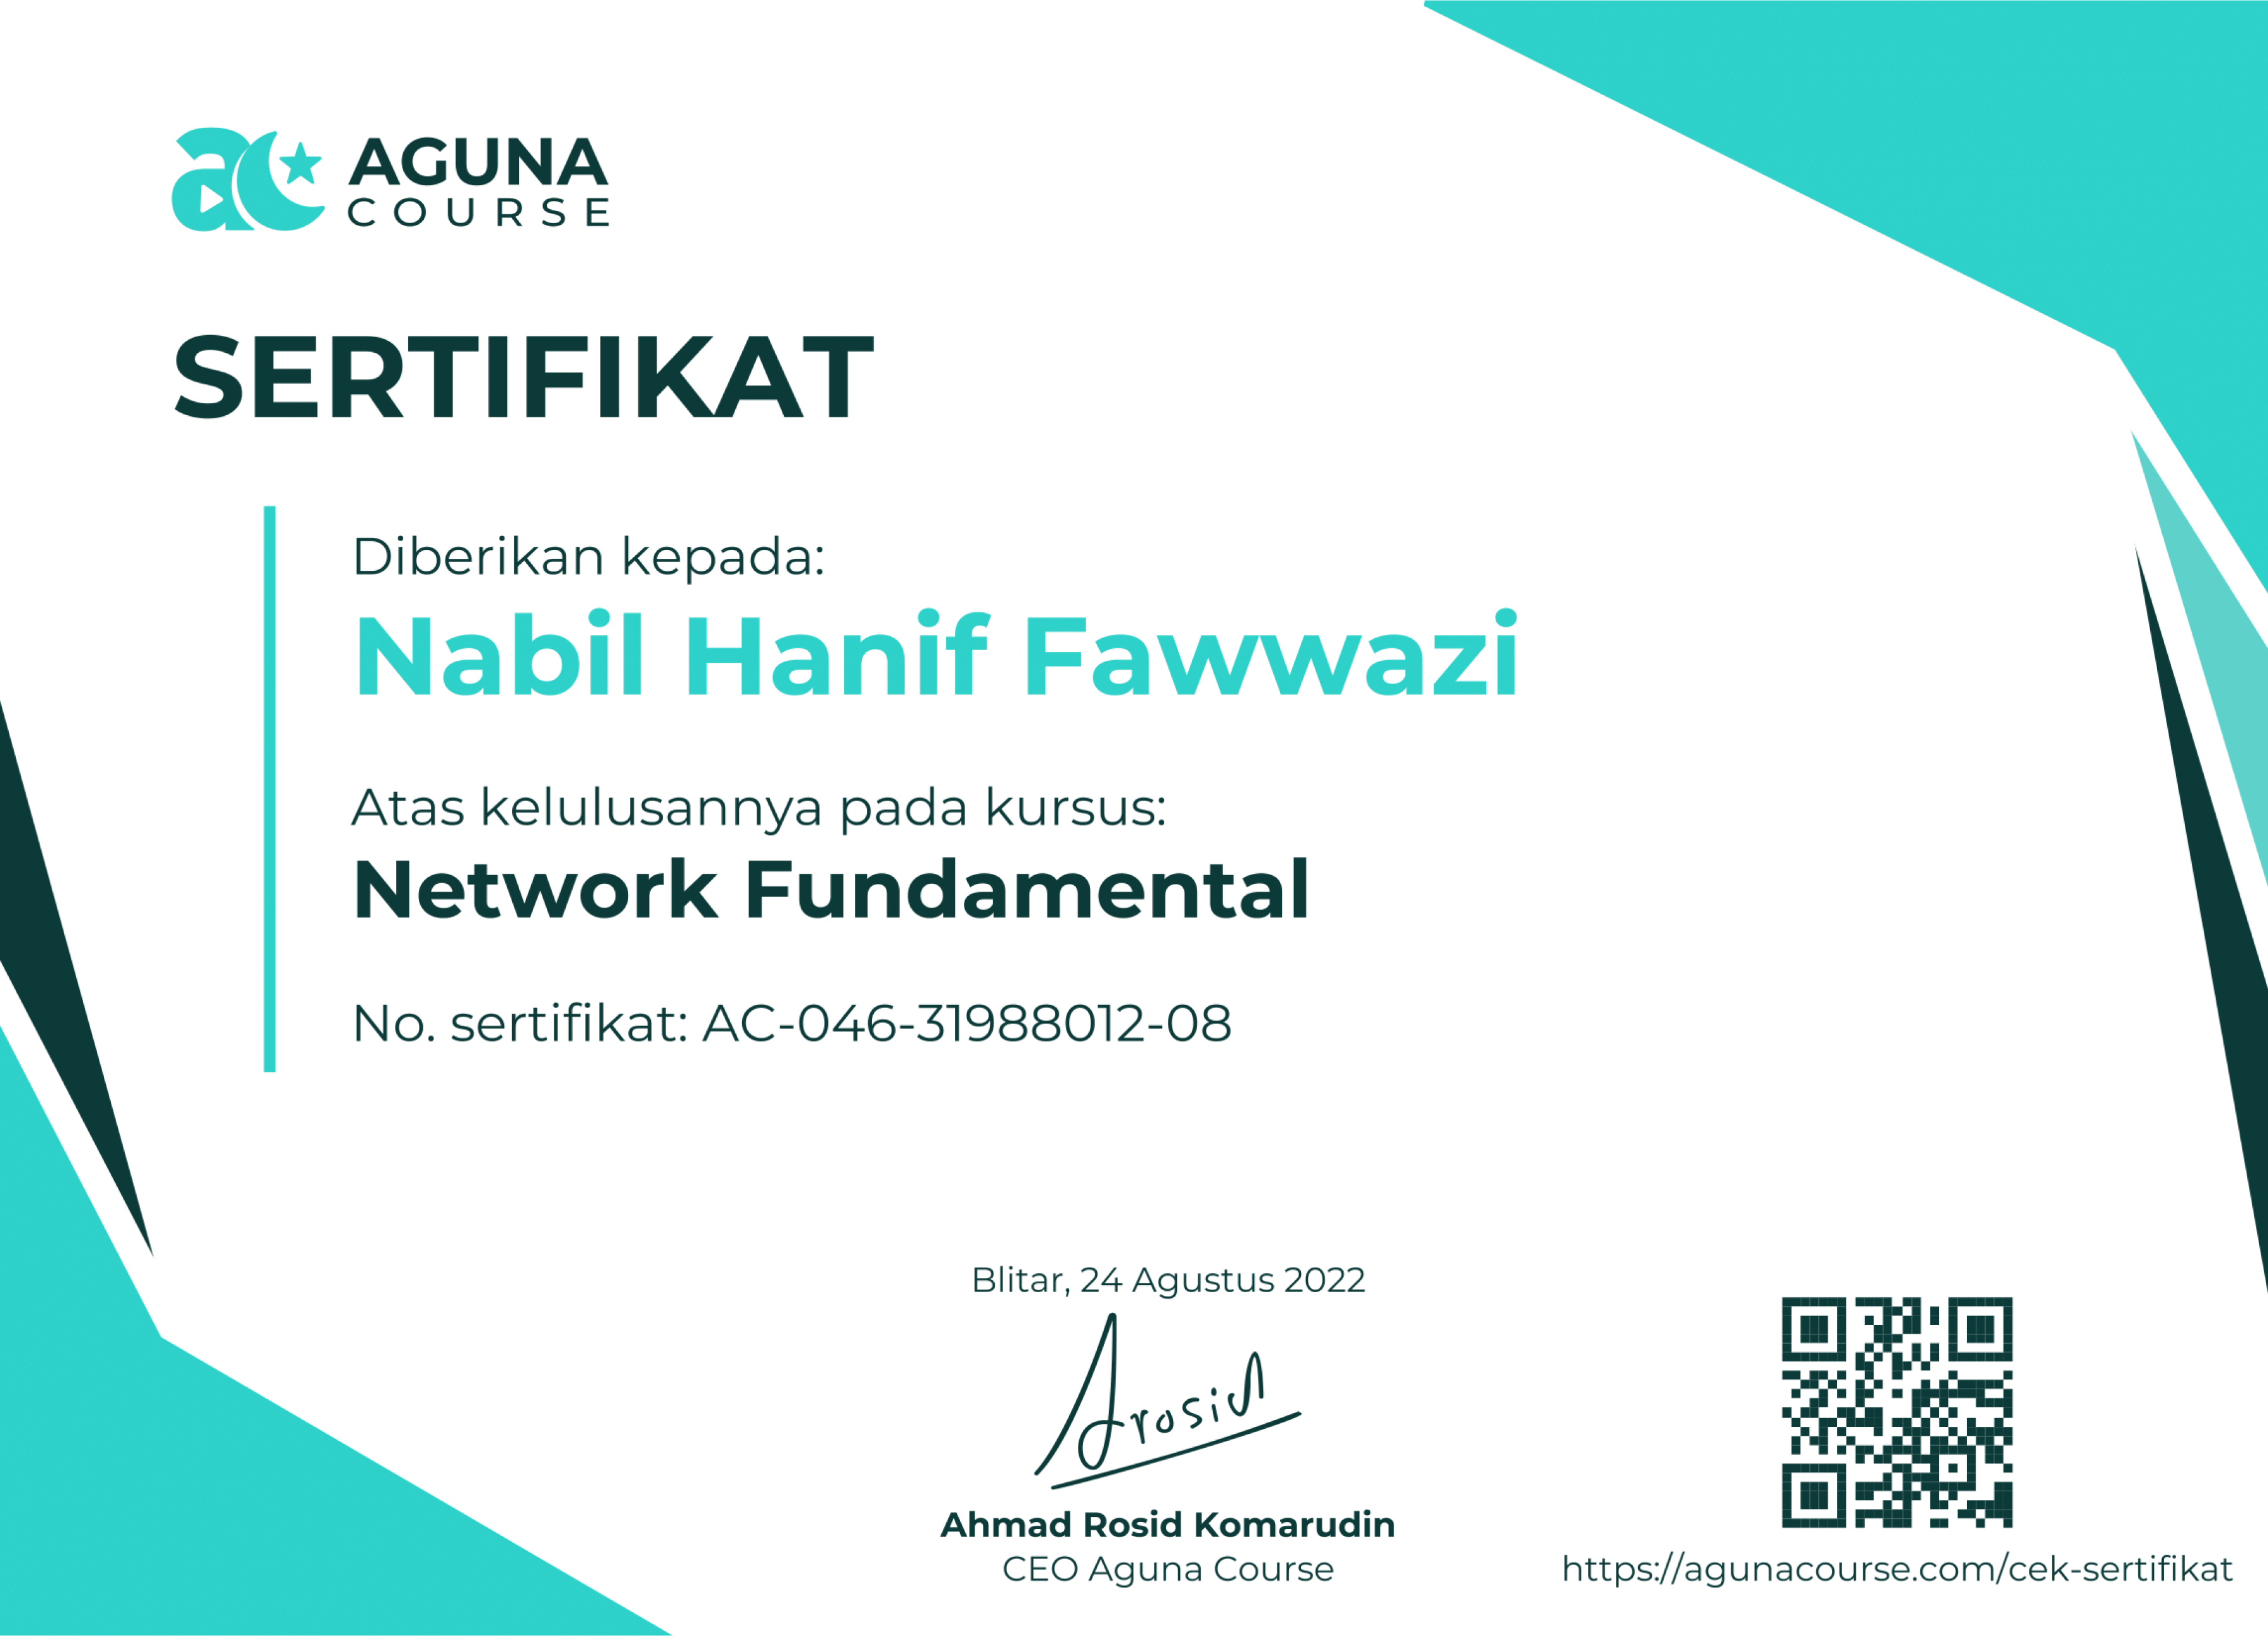 AGUNA
COURSE
SERTIFIKAT
Diberikan kepada:
Nabil Hanif Fawwazi
Atas kelulusannya pada kursus:
Network Fundamental
No. sertifikat: AC-046-31988012-08
Blitar, 24 Agustus 2022
Arosid
Ahmad Rosid Komarudin
CEO Aguna Course
https://agunacourse.com/cek-sertifikat